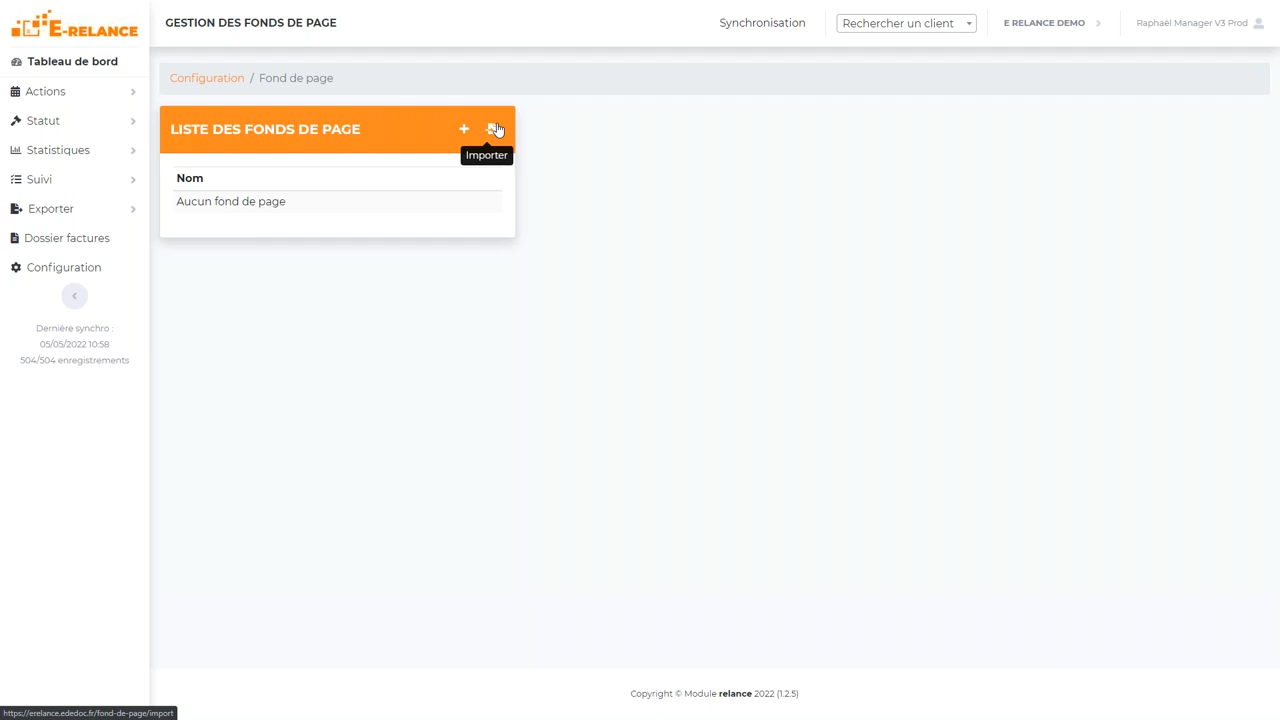 E-RELANCE
GESTION DES FONDS DE PAGE
Synchronisation
Rechercher un client
E RELANCE DEMO
Raphaël Manager V3 Prod
Tableau de bord
Actions
Statut
Statistiques
Suivi
Exporter
Dossier factures
Configuration
Dernière synchro :
05/05/2022 10:58
504/504 enregistrements
Configuration / Fond de page
LISTE DES FONDS DE PAGE
Importer
Nom
Aucun fond de page
Copyright © Module relance 2022 (1.2.5)
https://erelance.ededoc.fr/fond-de-page/import